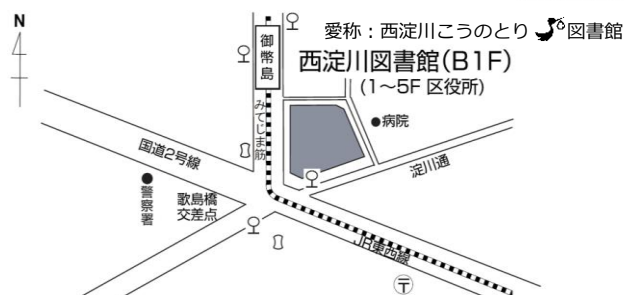 N
愛称：西淀川こうのとり図書館
西淀川図書館(B1F)
(1～5F 区役所)
御幣島
みてじま筋
●病院
国道2号線
淀川通
●警察署
歌島橋
交差点
JR東西線
〒